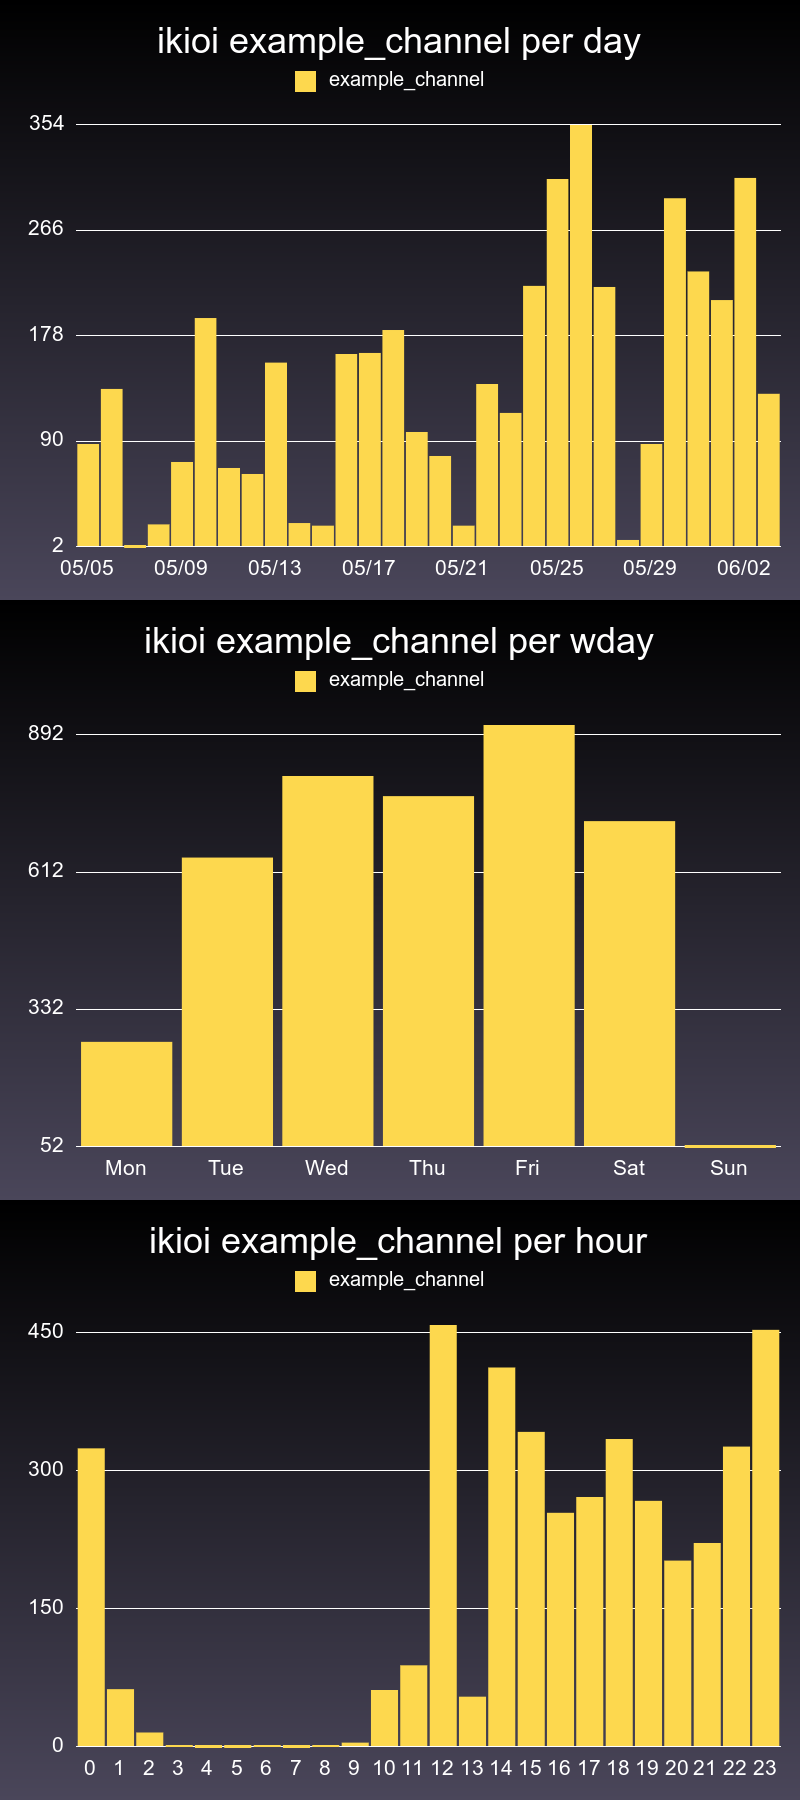 ikioi example_channel per day
example_channel
354
266
178
90
2
05/05 05/09 05/13 05/17 05/21 05/25 05/29 06/02
ikioi example_channel per wday
example_channel
892
612
332
52
Mon Tue Wed Thu Fri Sat Sun
ikioi example_channel per hour
example_channel
450
300
150
0
0 1 2 3 4 5 6 7 8 9 10 11 12 13 14 15 16 17 18 19 20 21 22 23